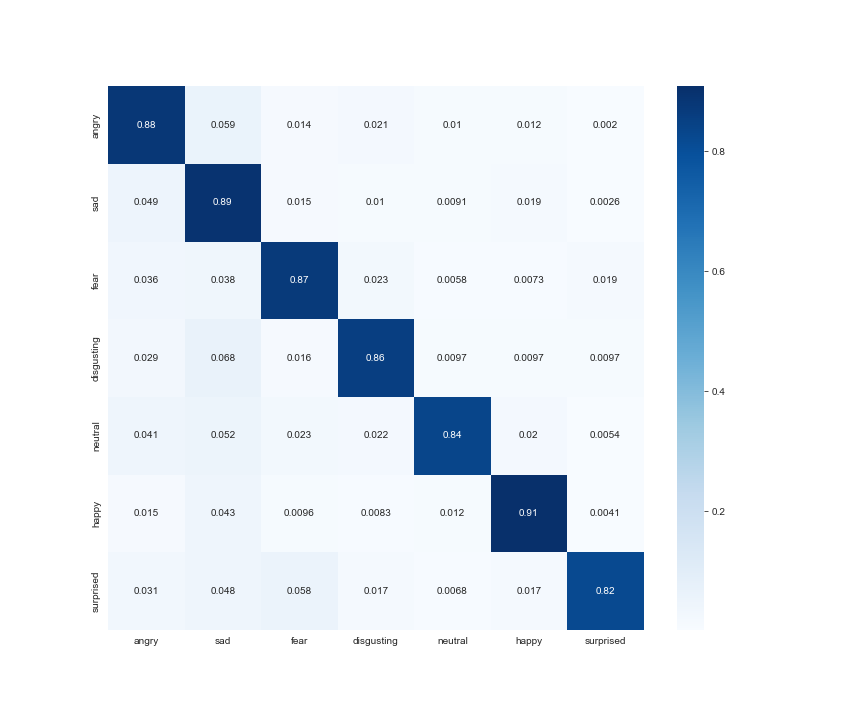 angry 0.88 0.059 0.014 0.021 0.01 0.012 0.002
0.8
sad 0.049 0.89 0.015 0.01 0.0091 0.019 0.0026
0.6
fear 0.036 0.038 0.87 0.023 0.0058 0.0073 0.019
disgusting 0.029 0.068 0.016 0.86 0.0097 0.0097 0.0097
0.4
neutral 0.041 0.052 0.023 0.022 0.84 0.02 0.0054
0.2
happy 0.015 0.043 0.0096 0.0083 0.012 0.91 0.0041
surprised 0.031 0.048 0.058 0.017 0.0068 0.017 0.82
angry sad fear disgusting neutral happy surprised